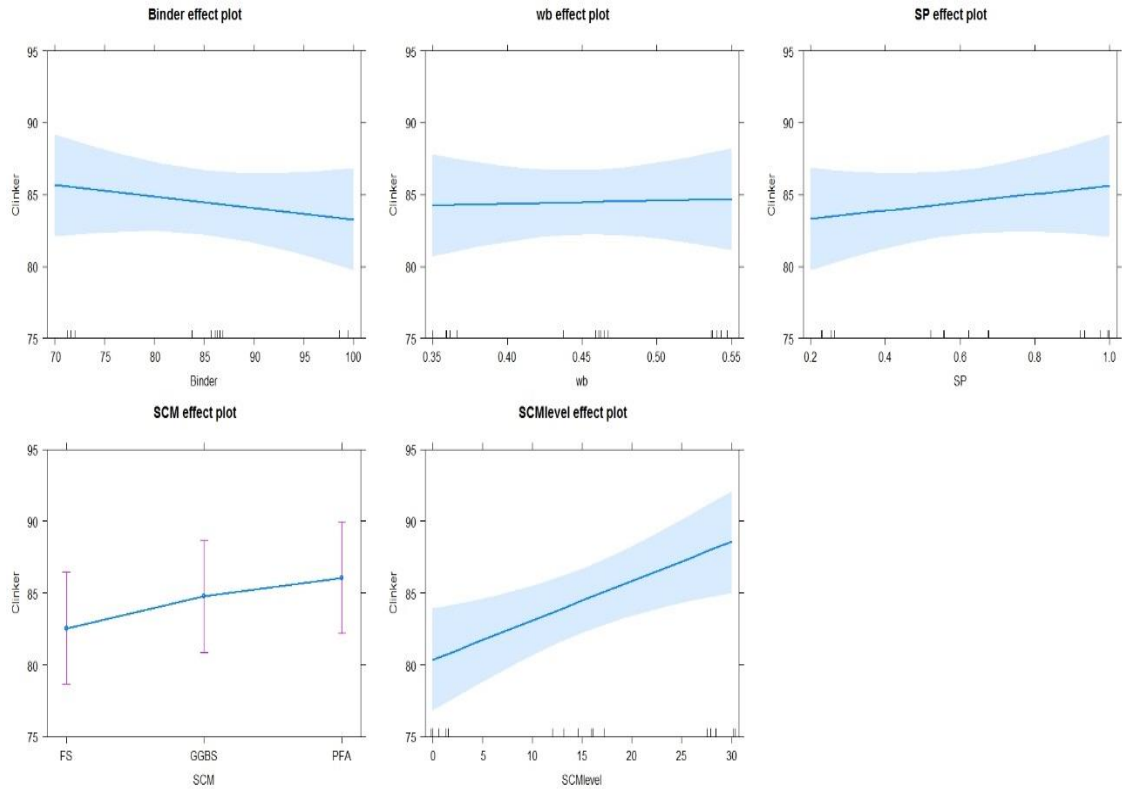 Binder effect plot
95
90
Clinker
85
80
75
70 75 80 85 90 95 100
Binder
wb effect plot
95
90
Clinker
85
80
75
0.35 0.40 0.45 0.50 0.55
wb
SP effect plot
95
90
Clinker
85
80
75
0.2 0.4 0.6 0.8 1.0
SP
SCM effect plot
95
90
Clinker
85
80
75
FS GGBS PFA
SCM
SCMlevel effect plot
95
90
Clinker
85
80
75
0 5 10 15 20 25 30
SCMlevel